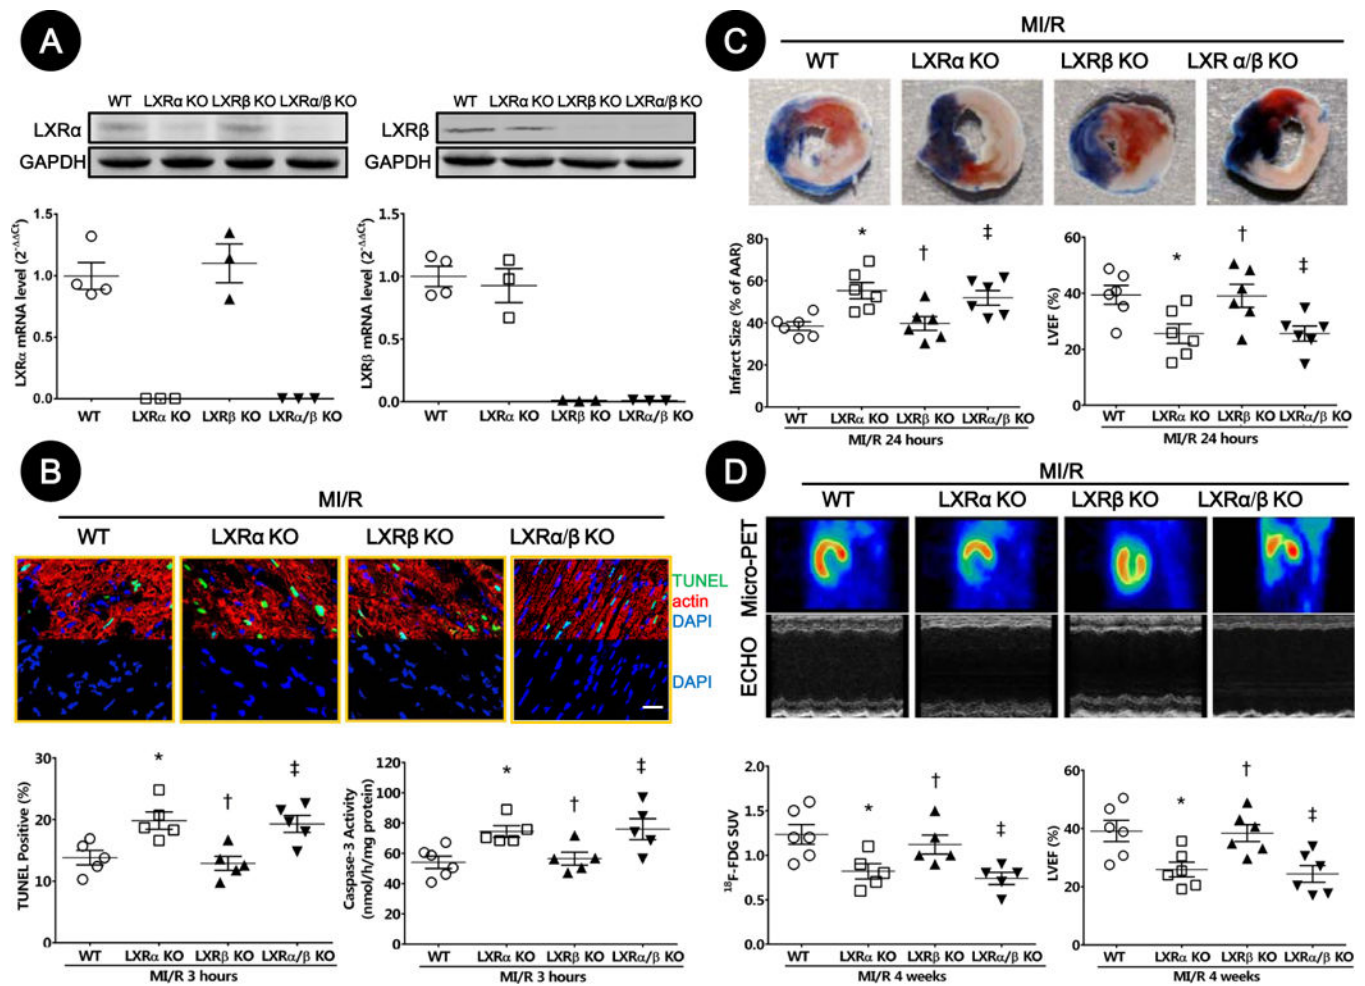 A
WT LXRα KO LXRβ KO LXRα/β KO
LXRα
GAPDH
WT LXRα KO LXRβ KO LXRα/β KO
LXRβ
GAPDH
LXRα mRNA level (2^-ΔΔCt)
1.5
1.0
0.5
0.0
WT LXRα KO LXRβ KO LXRα/β KO
LXRβ mRNA level (2^-ΔΔCt)
1.5
1.0
0.5
0.0
WT LXRα KO LXRβ KO LXRα/β KO
B
MI/R
WT LXRα KO LXRβ KO LXRα/β KO
TUNEL
actin
DAPI
DAPI
TUNEL Positive (%)
30
20
10
0
* † ‡
WT LXRα KO LXRβ KO LXRα/β KO
MI/R 3 hours
Caspase-3 Activity
(nmol/h/mg protein)
120
100
80
60
40
20
0
* † ‡
WT LXRα KO LXRβ KO LXRα/β KO
MI/R 3 hours
C
MI/R
WT LXRα KO LXRβ KO LXR α/β KO
Infarct Size (% of AAR)
80
60
40
20
0
* † ‡
WT LXRα KO LXRβ KO LXRα/β KO
MI/R 24 hours
LVEF (%)
60
40
20
0
* † ‡
WT LXRα KO LXRβ KO LXRα/β KO
MI/R 24 hours
D
MI/R
WT LXRα KO LXRβ KO LXRα/β KO
Micro-PET
ECHO
¹⁸F-FDG SUV
2.0
1.5
1.0
0.5
0.0
* † ‡
WT LXRα KO LXRβ KO LXRα/β KO
MI/R 4 weeks
LVEF (%)
60
40
20
0
* † ‡
WT LXRα KO LXRβ KO LXRα/β KO
MI/R 4 weeks